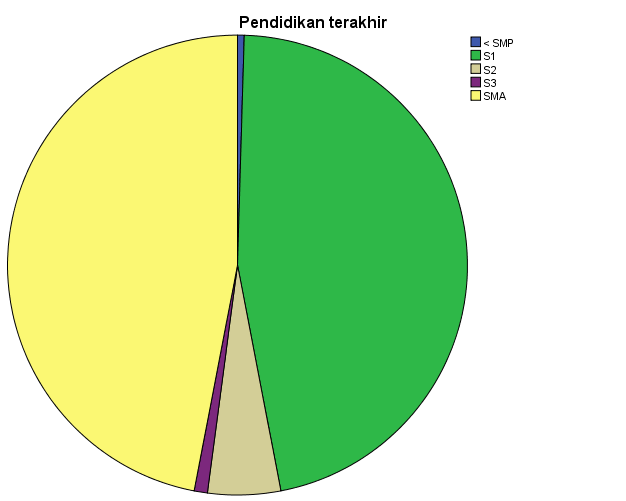 Pendidikan terakhir
< SMP
S1
S2
S3
SMA